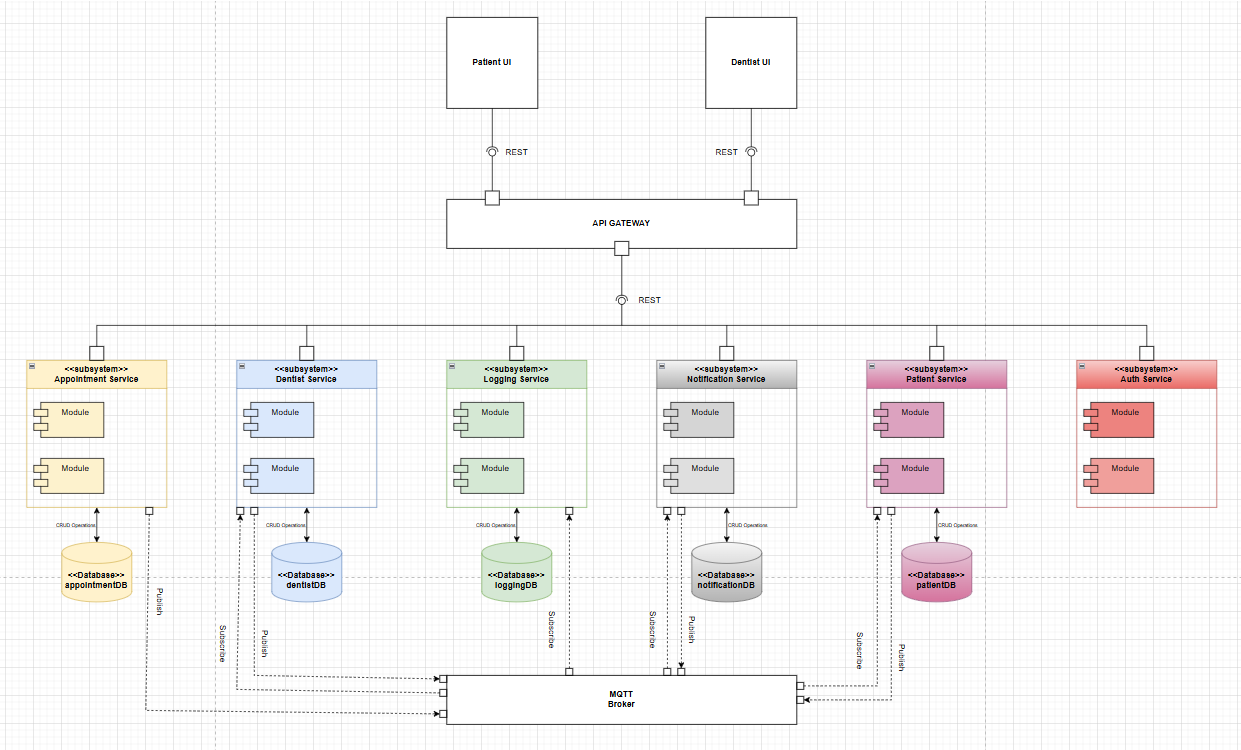 Patient UI
Dentist UI
REST
REST
API GATEWAY
REST
<<subsystem>>
Appointment Service
<<subsystem>>
Dentist Service
<<subsystem>>
Logging Service
<<subsystem>>
Notification Service
<<subsystem>>
Patient Service
<<subsystem>>
Auth Service
Module
Module
Module
Module
Module
Module
Module
Module
Module
Module
Module
Module
CRUD Operations
CRUD Operations
CRUD Operations
CRUD Operations
CRUD Operations
<<Database>>
appointmentDB
<<Database>>
dentistDB
<<Database>>
loggingDB
<<Database>>
notificationDB
<<Database>>
patientDB
Publish
Subscribe
Publish
Subscribe
Subscribe
Publish
Subscribe
Publish
MQTT
Broker